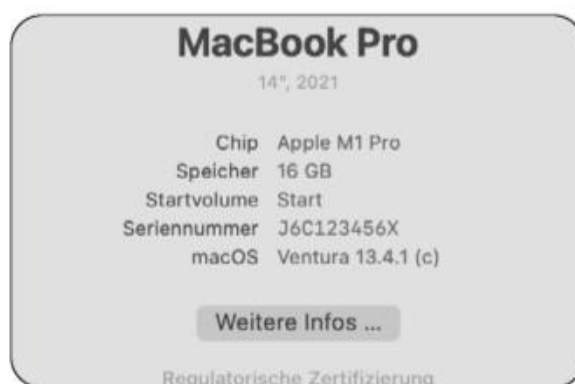 MacBook Pro
14", 2021
Chip Apple M1 Pro
Speicher 16 GB
Startvolume Start
Seriennummer J6C123456X
macOS Ventura 13.4.1 (c)
Weitere Infos ...
Regulatorische Zertifizierung